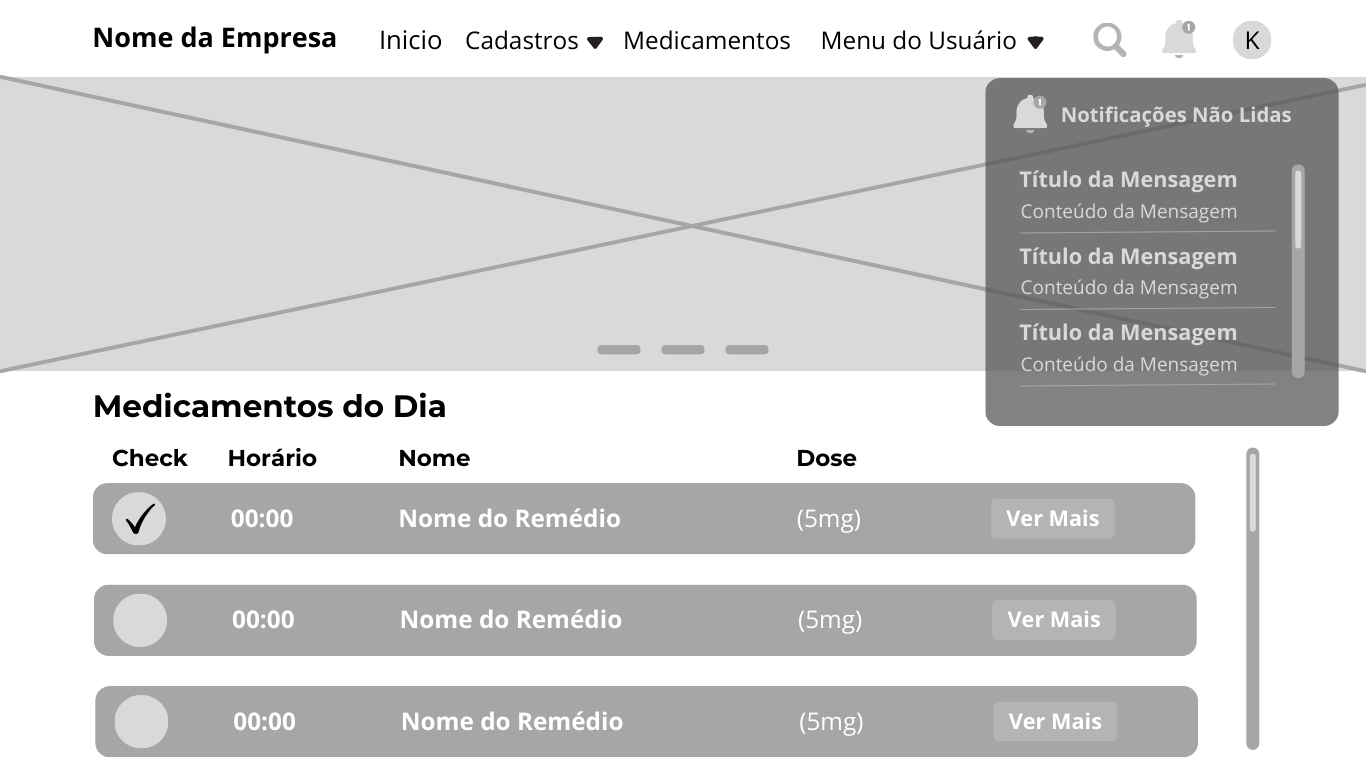 Nome da Empresa
Inicio
Cadastros
Medicamentos
Menu do Usuário
1
K
1
Notificações Não Lidas
Título da Mensagem
Conteúdo da Mensagem
Título da Mensagem
Conteúdo da Mensagem
Título da Mensagem
Conteúdo da Mensagem
Medicamentos do Dia
Check Horário Nome Dose
00:00 Nome do Remédio (5mg) Ver Mais
00:00 Nome do Remédio (5mg) Ver Mais
00:00 Nome do Remédio (5mg) Ver Mais